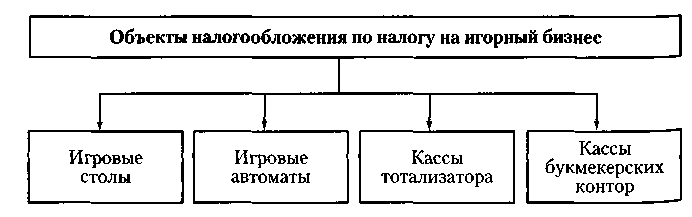 Объекты налогообложения по налогу на игорный бизнес
Игровые
столы
Игровые
автоматы
Кассы
тотализатора
Кассы
букмекерских
контор